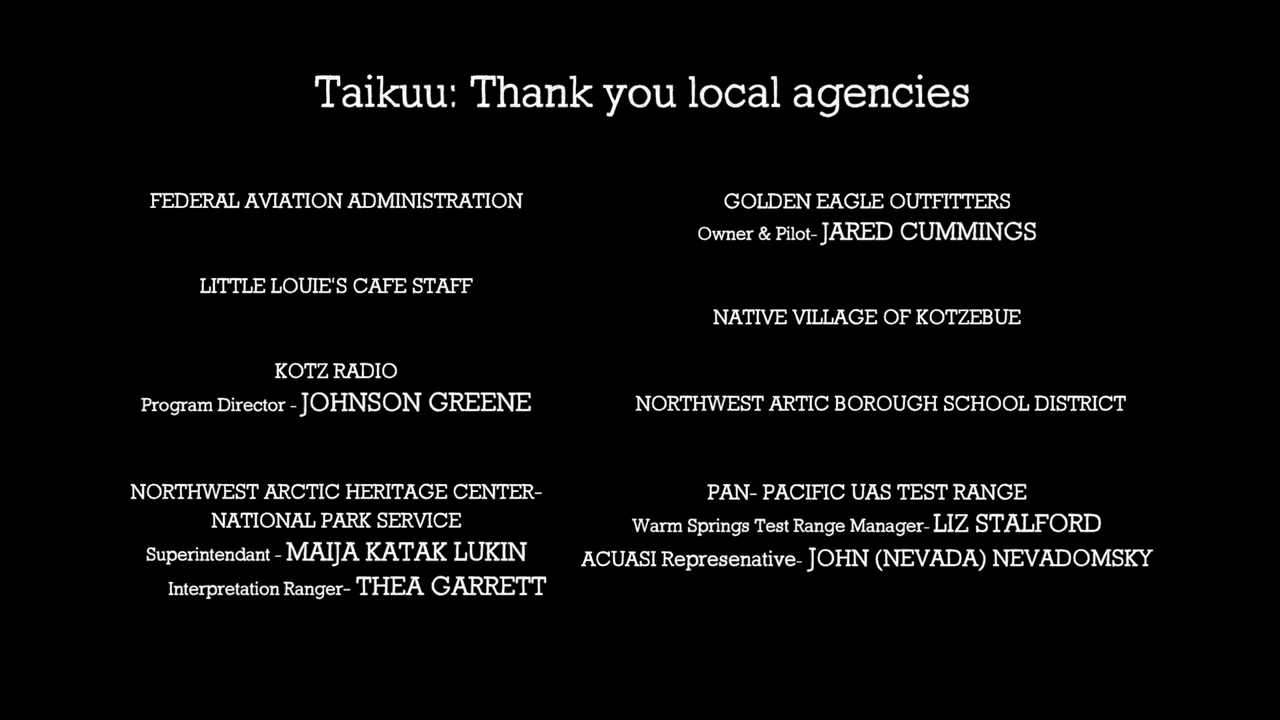 Taikuu: Thank you local agencies
FEDERAL AVIATION ADMINISTRATION
LITTLE LOUIE'S CAFE STAFF
KOTZ RADIO
Program Director - JOHNSON GREENE
NORTHWEST ARCTIC HERITAGE CENTER-
NATIONAL PARK SERVICE
Superintendant - MAIJA KATAK LUKIN
Interpretation Ranger- THEA GARRETT
GOLDEN EAGLE OUTFITTERS
Owner & Pilot- JARED CUMMINGS
NATIVE VILLAGE OF KOTZEBUE
NORTHWEST ARTIC BOROUGH SCHOOL DISTRICT
PAN- PACIFIC UAS TEST RANGE
Warm Springs Test Range Manager- LIZ STALFORD
ACUASI Represenative- JOHN (NEVADA) NEVADOMSKY